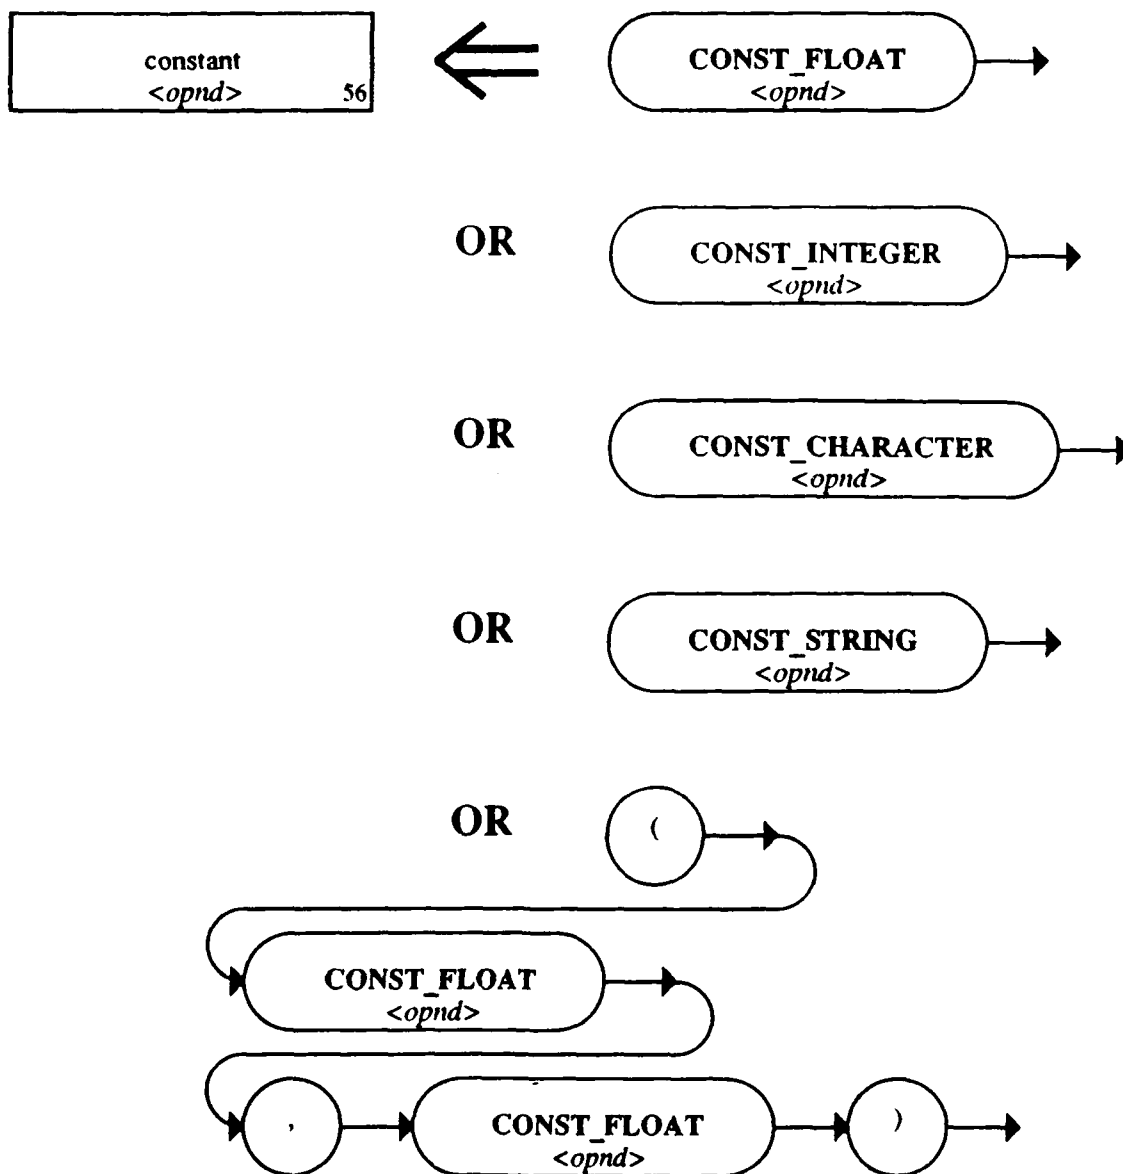 constant
<opnd> 56
CONST_FLOAT
<opnd>
OR
CONST_INTEGER
<opnd>
OR
CONST_CHARACTER
<opnd>
OR
CONST_STRING
<opnd>
OR
(
CONST_FLOAT
<opnd>
,
CONST_FLOAT
<opnd>
)